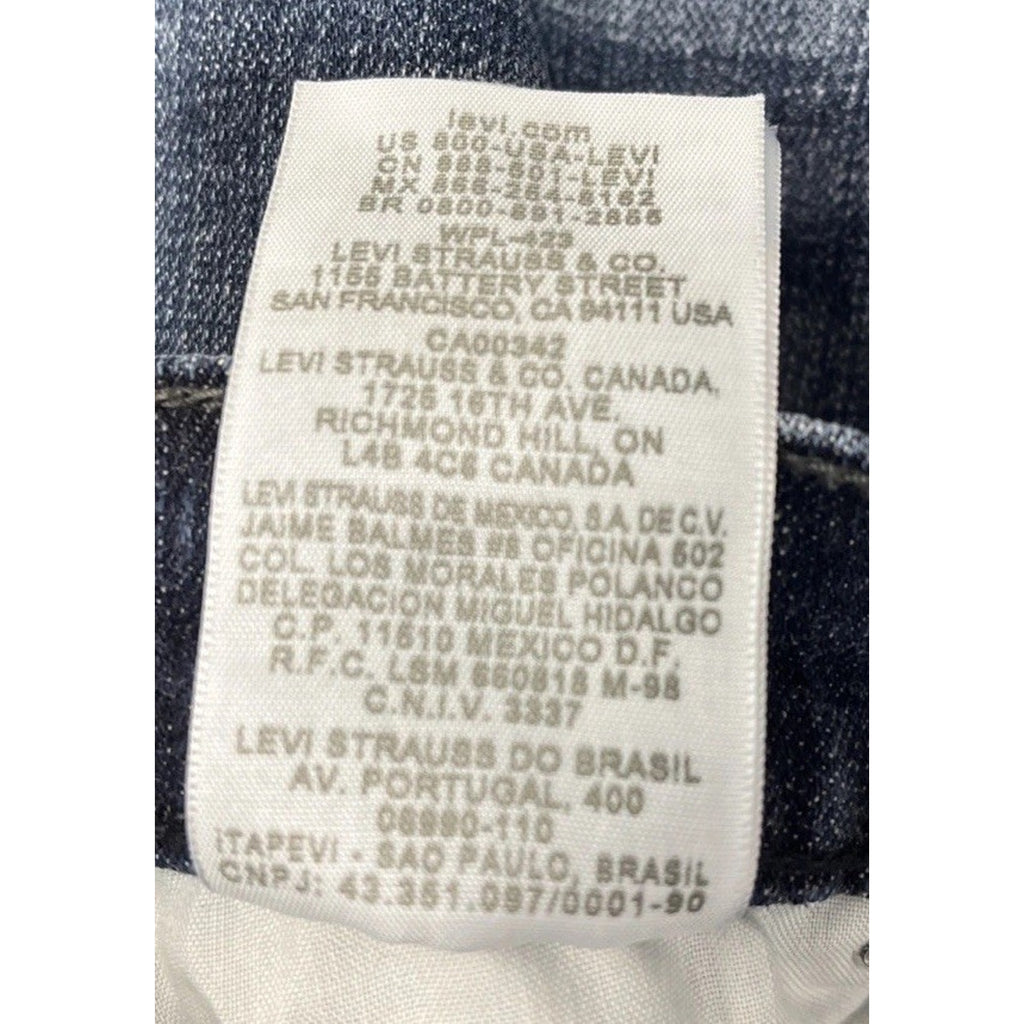 levi.com
US 800-USA-LEVI
CN 888-501-LEVI
MX 866-264-8162
BR 0800-891-2855
WPL-423
LEVI STRAUSS & CO.
1155 BATTERY STREET
SAN FRANCISCO, CA 94111 USA
CA00342
LEVI STRAUSS & CO. CANADA,
1725 16TH AVE.
RICHMOND HILL, ON
L4B 4C6 CANADA
LEVI STRAUSS DE MEXICO, S.A. DE C.V.
JAIME BALMES #8 OFICINA 602
COL. LOS MORALES POLANCO
DELEGACION MIGUEL HIDALGO
C.P. 11510 MEXICO D.F.
R.F.C. LSM 650818 M-98
C.N.I.V. 3337
LEVI STRAUSS DO BRASIL
AV. PORTUGAL, 400
06690-110
ITAPEVI - SAO PAULO, BRASIL
CNPJ: 43.351.097/0001-90